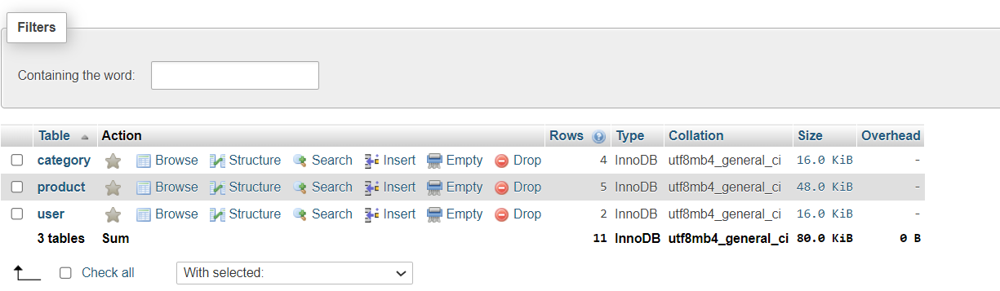 Filters
Containing the word:
Table Action Rows Type Collation Size Overhead
category Browse Structure Search Insert Empty Drop 4 InnoDB utf8mb4_general_ci 16.0 KiB -
product Browse Structure Search Insert Empty Drop 5 InnoDB utf8mb4_general_ci 48.0 KiB -
user Browse Structure Search Insert Empty Drop 2 InnoDB utf8mb4_general_ci 16.0 KiB -
3 tables Sum 11 InnoDB utf8mb4_general_ci 80.0 KiB 0 B
Check all With selected: